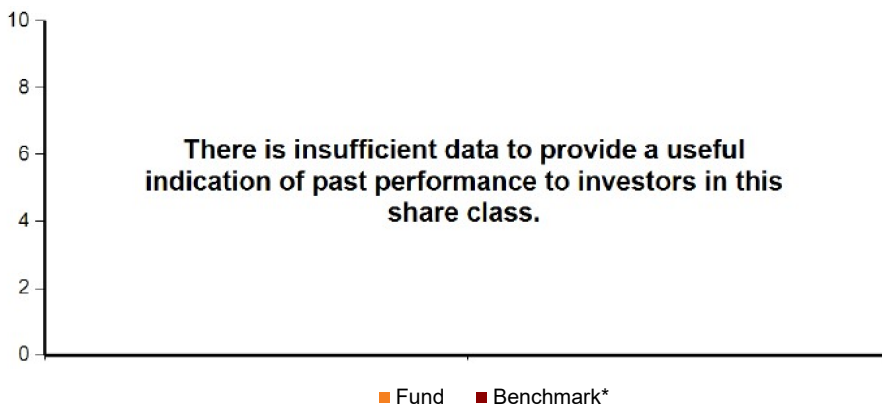 10
8
There is insufficient data to provide a useful
6
indication of past performance to investors in this
4
share class.
2
0
Fund Benchmark*